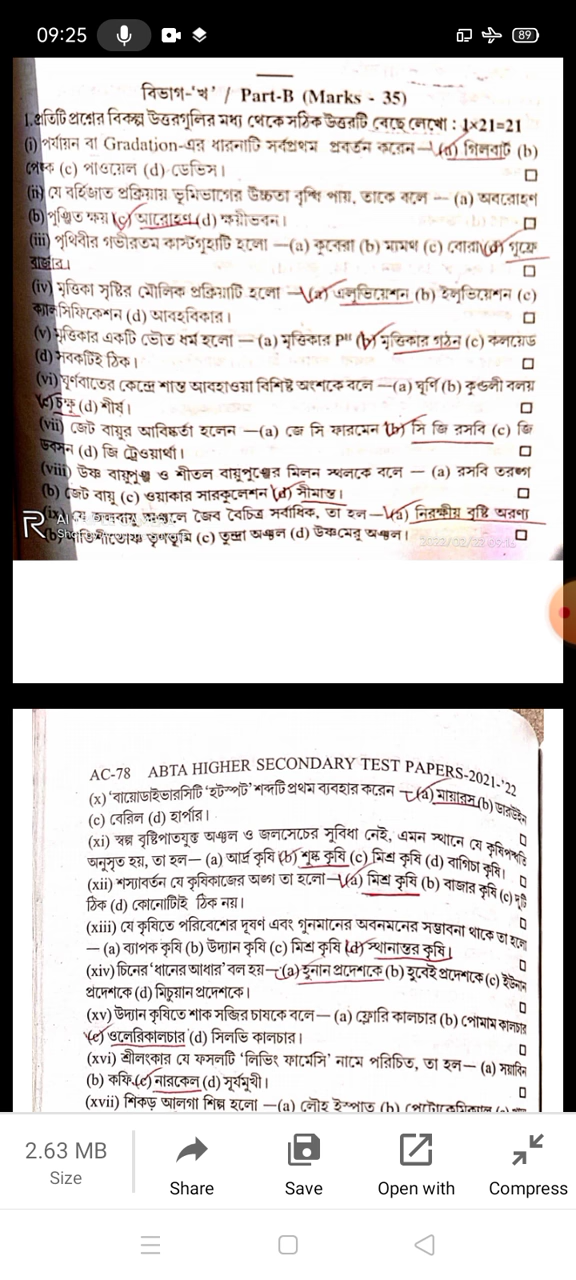 09:25
89
বিভাগ-'খ' / Part-B (Marks - 35)
1. প্রতিটি প্রশ্নের বিকল্প উত্তরগুলির মধ্য থেকে সঠিক উত্তরটি বেছে লেখো : 1×21=21
(i) পর্যায়ন বা Gradation-এর ধারনাটি সর্বপ্রথম প্রবর্তন করেন—(a) গিলবার্ট (b)
পেঙ্ক (c) পাওয়েল (d) ডেভিস।
(ii) যে বর্হিজাত প্রক্রিয়ায় ভূমিভাগের উচ্চতা বৃদ্ধি পায়, তাকে বলে — (a) অবরোহণ
(b) পুঞ্জিত ক্ষয় (c) আরোহণ (d) ক্ষয়ীভবন।
(iii) পৃথিবীর গভীরতম কার্স্টগুহাটি হলো —(a) কুবেরা (b) মামথ (c) বোরা (d) গুফ্রে
বার্জার।
(iv) মৃত্তিকা সৃষ্টির মৌলিক প্রক্রিয়াটি হলো —(a) এলুভিয়েশন (b) ইলুভিয়েশন (c)
ক্যালসিফিকেশন (d) আবহবিকার।
(v) মৃত্তিকার একটি ভৌত ধর্ম হলো — (a) মৃত্তিকার Pᴴ (b) মৃত্তিকার গঠন (c) কলয়েড
(d) সবকটিই ঠিক।
(vi) ঘূর্ণবাতের কেন্দ্রে শান্ত আবহাওয়া বিশিষ্ট অংশকে বলে —(a) ঘূর্ণি (b) কুণ্ডলী বলয়
(c) চক্ষু (d) শীর্ষ।
(vii) জেট বায়ুর আবিষ্কর্তা হলেন —(a) জে সি ফারমেন (b) সি জি রসবি (c) জি
ডবসন (d) জি ট্রেওয়ার্থা।
(viii) উষ্ণ বায়ুপুঞ্জ ও শীতল বায়ুপুঞ্জের মিলন স্থলকে বলে — (a) রসবি তরঙ্গ
(b) জেট বায়ু (c) ওয়াকার সারকুলেশন (d) সীমান্ত।
(ix) যে জলবায়ু অঞ্চলে জৈব বৈচিত্র সর্বাধিক, তা হল—(a) নিরক্ষীয় বৃষ্টি অরণ্য
(b) নাতিশীতোষ্ণ তৃণভূমি (c) তুন্দ্রা অঞ্চল (d) উষ্ণমেরু অঞ্চল।
R
AC-78 ABTA HIGHER SECONDARY TEST PAPERS-2021-'22
(x) 'বায়োডাইভারসিটি 'হটস্পট' শব্দটি প্রথম ব্যবহার করেন —(a) মায়ারস (b) ডারউইন
(c) বেরিল (d) হার্পার।
(xi) স্বল্প বৃষ্টিপাতযুক্ত অঞ্চল ও জলসেচের সুবিধা নেই, এমন স্থানে যে কৃষিপদ্ধতি
অনুসৃত হয়, তা হল— (a) আর্দ্র কৃষি (b) শুষ্ক কৃষি (c) মিশ্র কৃষি (d) বাগিচা কৃষি।
(xii) শস্যাবর্তন যে কৃষিকাজের অঙ্গ তা হলো—(a) মিশ্র কৃষি (b) বাজার কৃষি (c) দুটি
ঠিক (d) কোনোটিই ঠিক নয়।
(xiii) যে কৃষিতে পরিবেশের দূষণ এবং গুনমানের অবনমনের সম্ভাবনা থাকে তা হলো
— (a) ব্যাপক কৃষি (b) উদ্যান কৃষি (c) মিশ্র কৃষি (d) স্থানান্তর কৃষি।
(xiv) চিনের 'ধানের আধার' বল হয়—(a) হুনান প্রদেশকে (b) হুবেই প্রদেশকে (c) ইউনান
প্রদেশকে (d) সিচুয়ান প্রদেশকে।
(xv) উদ্যান কৃষিতে শাক সব্জির চাষকে বলে— (a) ফ্লোরি কালচার (b) পোমাম কালচার
(c) ওলেরিকালচার (d) সিলভি কালচার।
(xvi) শ্রীলংকার যে ফসলটি 'লিভিং ফার্মেসি' নামে পরিচিত, তা হল— (a) সয়াবিন
(b) কফি (c) নারকেল (d) সূর্যমুখী।
(xvii) শিকড় আলগা শিল্প হলো —(a) লৌহ ইস্পাত (b) পেট্রোকেমিক্যাল
2.63 MB
Size
Share
Save
Open with
Compress